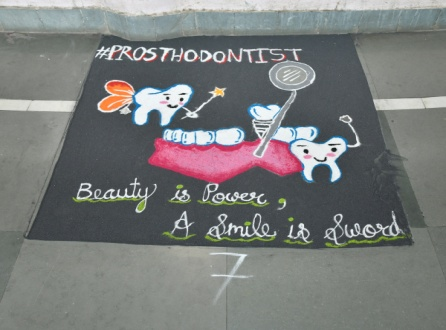 #PROSTHODONTIST
Beauty is Power,
A Smile is Sword
7